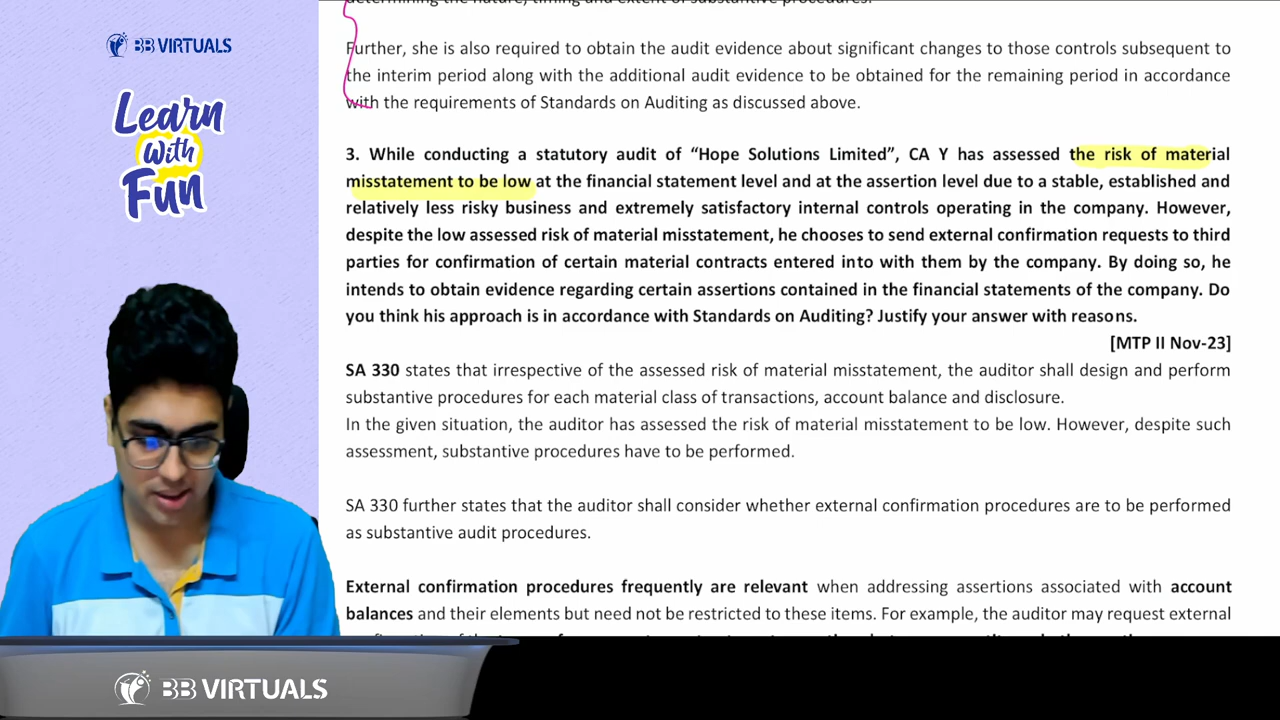 determining the nature, timing and extent of substantive procedures.
BB VIRTUALS
Learn
With
Fun
Further, she is also required to obtain the audit evidence about significant changes to those controls subsequent to
the interim period along with the additional audit evidence to be obtained for the remaining period in accordance
with the requirements of Standards on Auditing as discussed above.
3. While conducting a statutory audit of “Hope Solutions Limited”, CA Y has assessed the risk of material
misstatement to be low at the financial statement level and at the assertion level due to a stable, established and
relatively less risky business and extremely satisfactory internal controls operating in the company. However,
despite the low assessed risk of material misstatement, he chooses to send external confirmation requests to third
parties for confirmation of certain material contracts entered into with them by the company. By doing so, he
intends to obtain evidence regarding certain assertions contained in the financial statements of the company. Do
you think his approach is in accordance with Standards on Auditing? Justify your answer with reasons.
[MTP II Nov-23]
SA 330 states that irrespective of the assessed risk of material misstatement, the auditor shall design and perform
substantive procedures for each material class of transactions, account balance and disclosure.
In the given situation, the auditor has assessed the risk of material misstatement to be low. However, despite such
assessment, substantive procedures have to be performed.
SA 330 further states that the auditor shall consider whether external confirmation procedures are to be performed
as substantive audit procedures.
External confirmation procedures frequently are relevant when addressing assertions associated with account
balances and their elements but need not be restricted to these items. For example, the auditor may request external
BB VIRTUALS